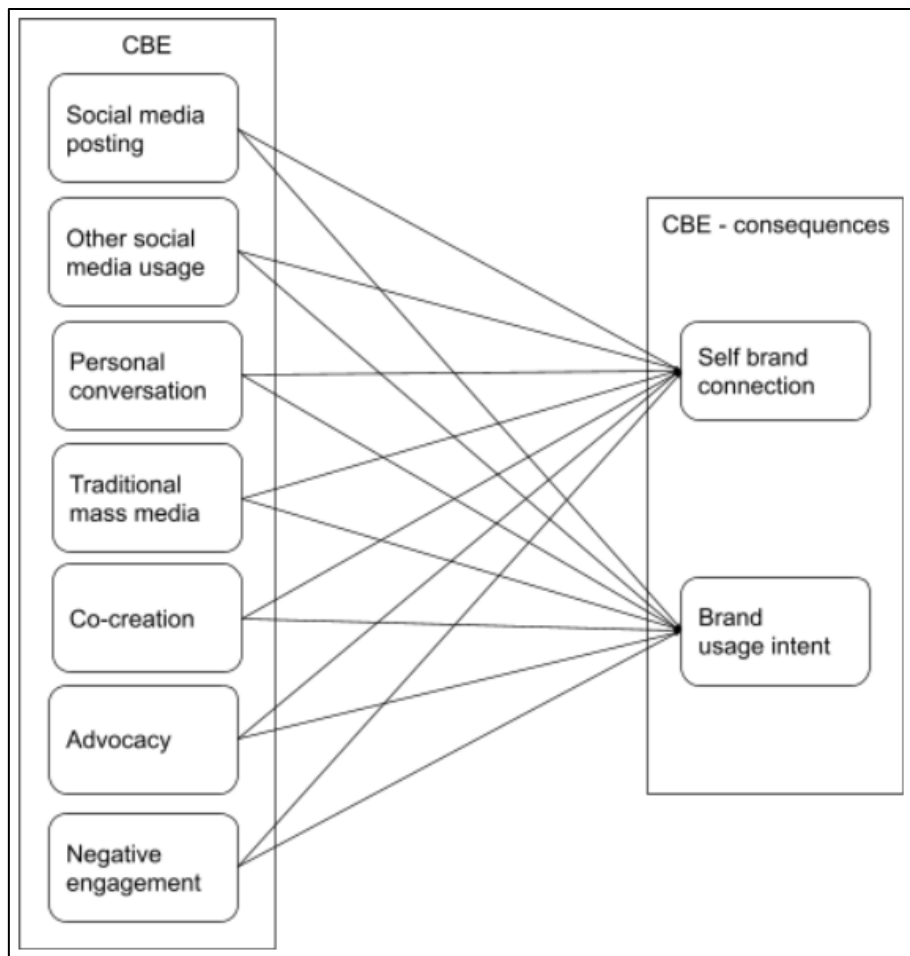 CBE
Social media
posting
Other social
media usage
Personal
conversation
Traditional
mass media
Co-creation
Advocacy
Negative
engagement
CBE - consequences
Self brand
connection
Brand
usage intent